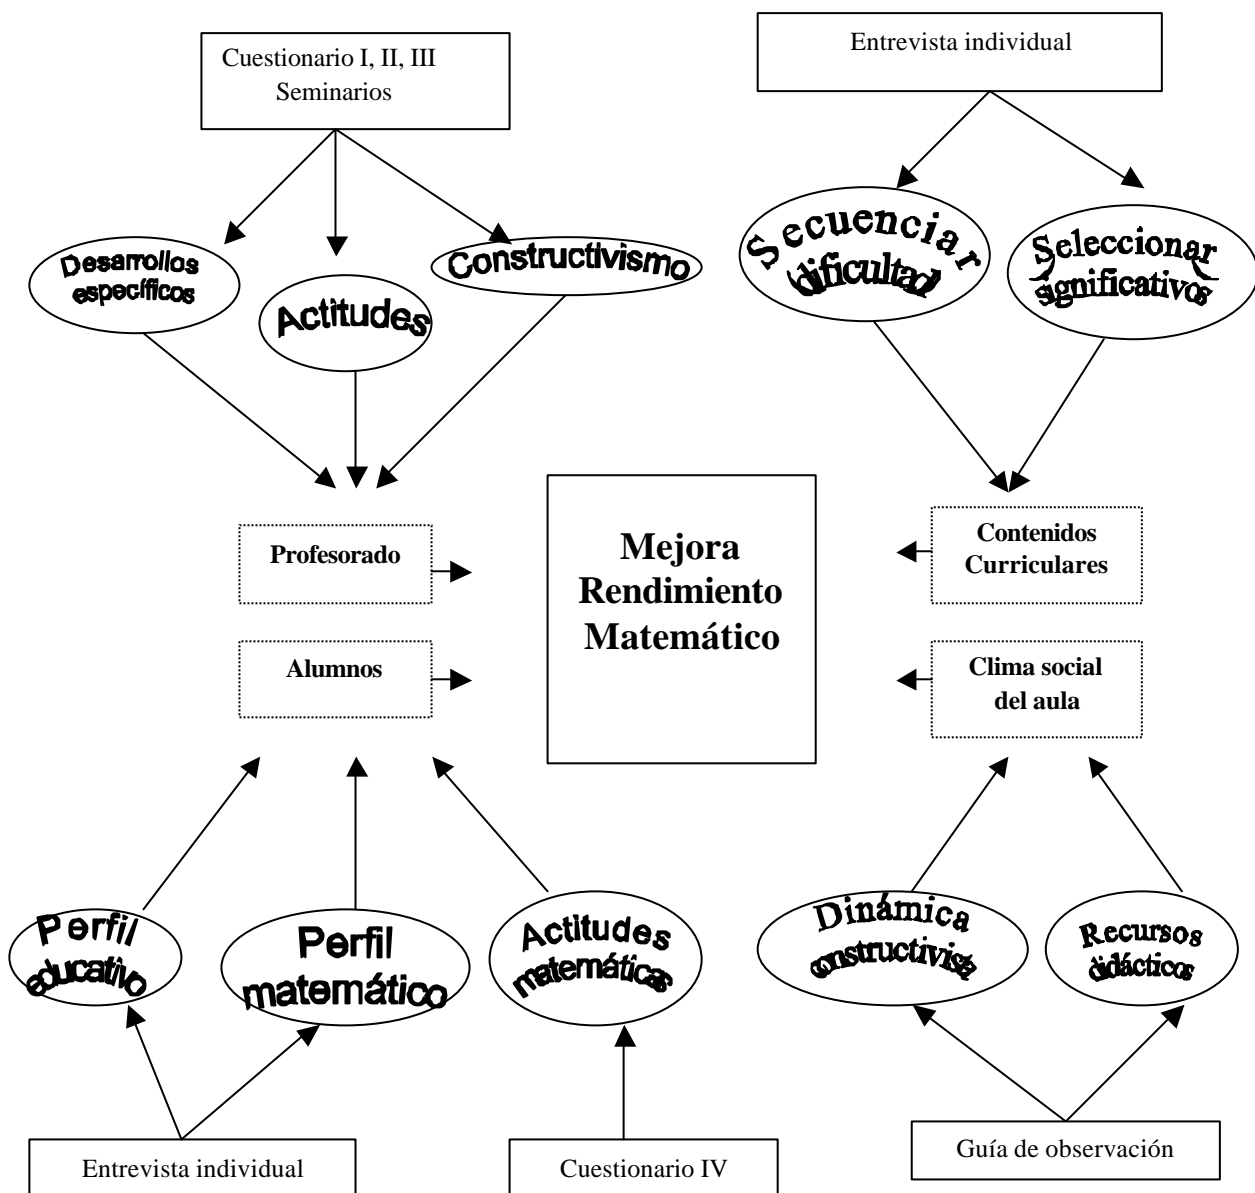 Cuestionario I, II, III
Seminarios
Entrevista individual
Desarrollos
específicos
Actitudes
Constructivismo
Secuenciar
(dificultad)
Seleccionar
(significativos)
Profesorado
Mejora
Rendimiento
Matemático
Contenidos
Curriculares
Alumnos
Clima social
del aula
Perfil
educativo
Perfil
matemático
Actitudes
matemáticas
Dinámica
constructivista
Recursos
didácticos
Entrevista individual
Cuestionario IV
Guía de observación